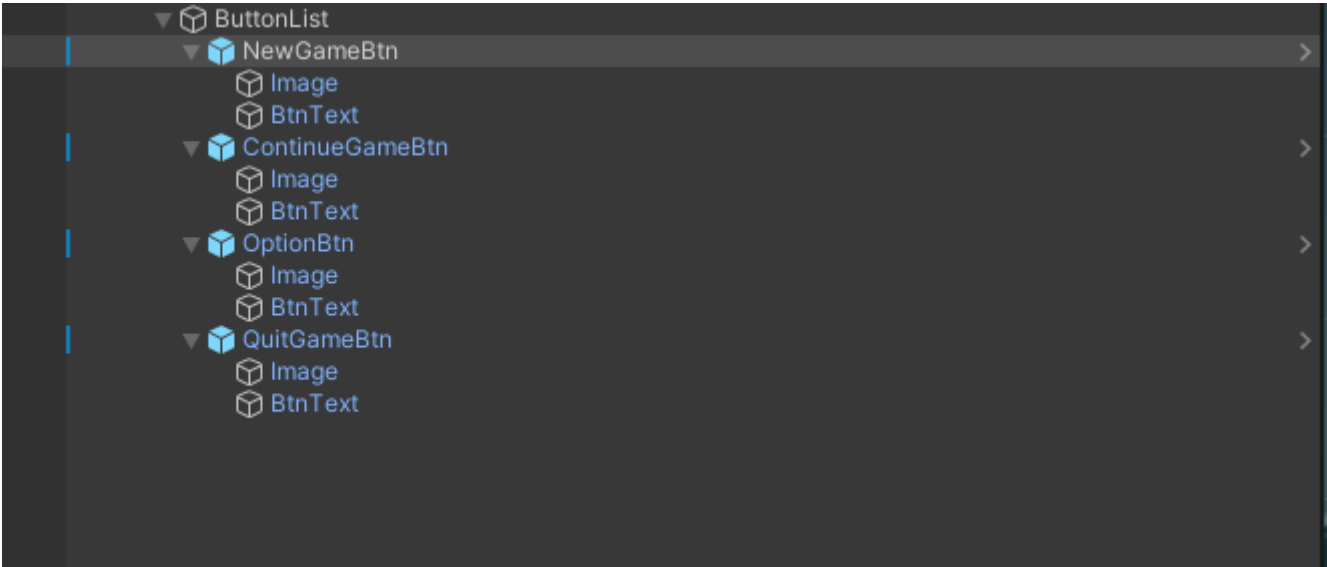 ButtonList
NewGameBtn
Image
BtnText
ContinueGameBtn
Image
BtnText
OptionBtn
Image
BtnText
QuitGameBtn
Image
BtnText